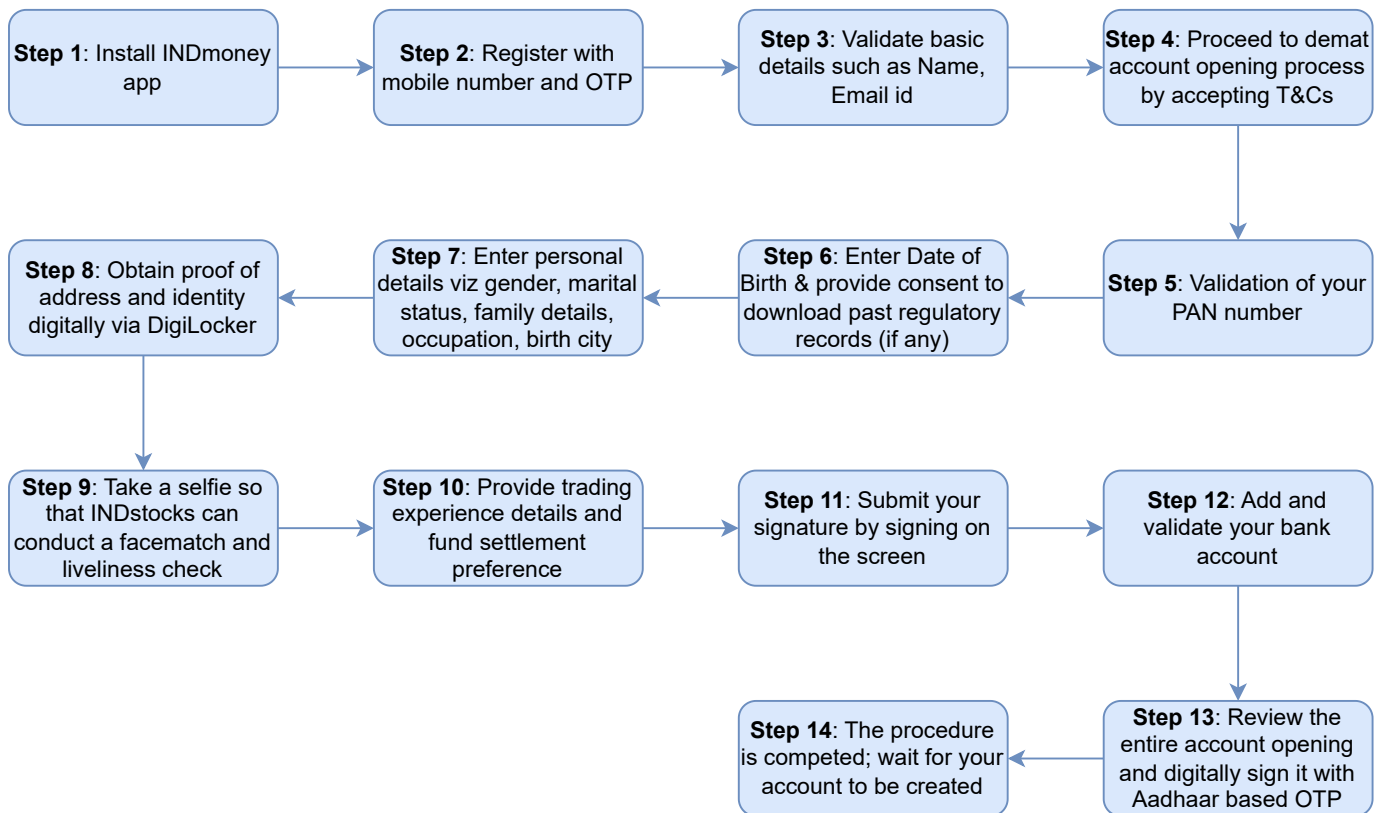 Step 1: Install INDmoney
app
Step 2: Register with
mobile number and OTP
Step 3: Validate basic
details such as Name,
Email id
Step 4: Proceed to demat
account opening process
by accepting T&Cs
Step 5: Validation of your
PAN number
Step 6: Enter Date of
Birth & provide consent to
download past regulatory
records (if any)
Step 7: Enter personal
details viz gender, marital
status, family details,
occupation, birth city
Step 8: Obtain proof of
address and identity
digitally via DigiLocker
Step 9: Take a selfie so
that INDstocks can
conduct a facematch and
liveliness check
Step 10: Provide trading
experience details and
fund settlement
preference
Step 11: Submit your
signature by signing on
the screen
Step 12: Add and
validate your bank
account
Step 13: Review the
entire account opening
and digitally sign it with
Aadhaar based OTP
Step 14: The procedure
is competed; wait for your
account to be created